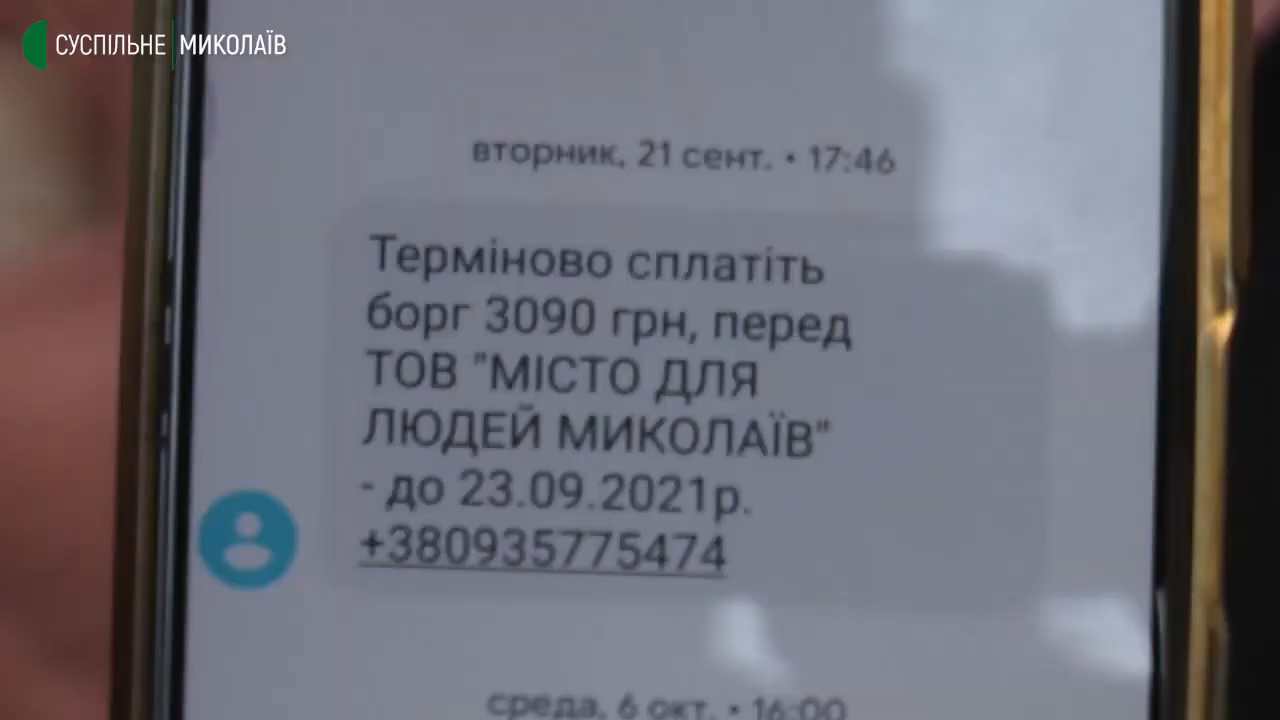 СУСПІЛЬНЕ МИКОЛАЇВ
вторник, 21 сент. • 17:46
Терміново сплатіть
борг 3090 грн, перед
ТОВ "МІСТО ДЛЯ
ЛЮДЕЙ МИКОЛАЇВ"
- до 23.09.2021р.
+380935775474
среда, 6 окт. • 16:00